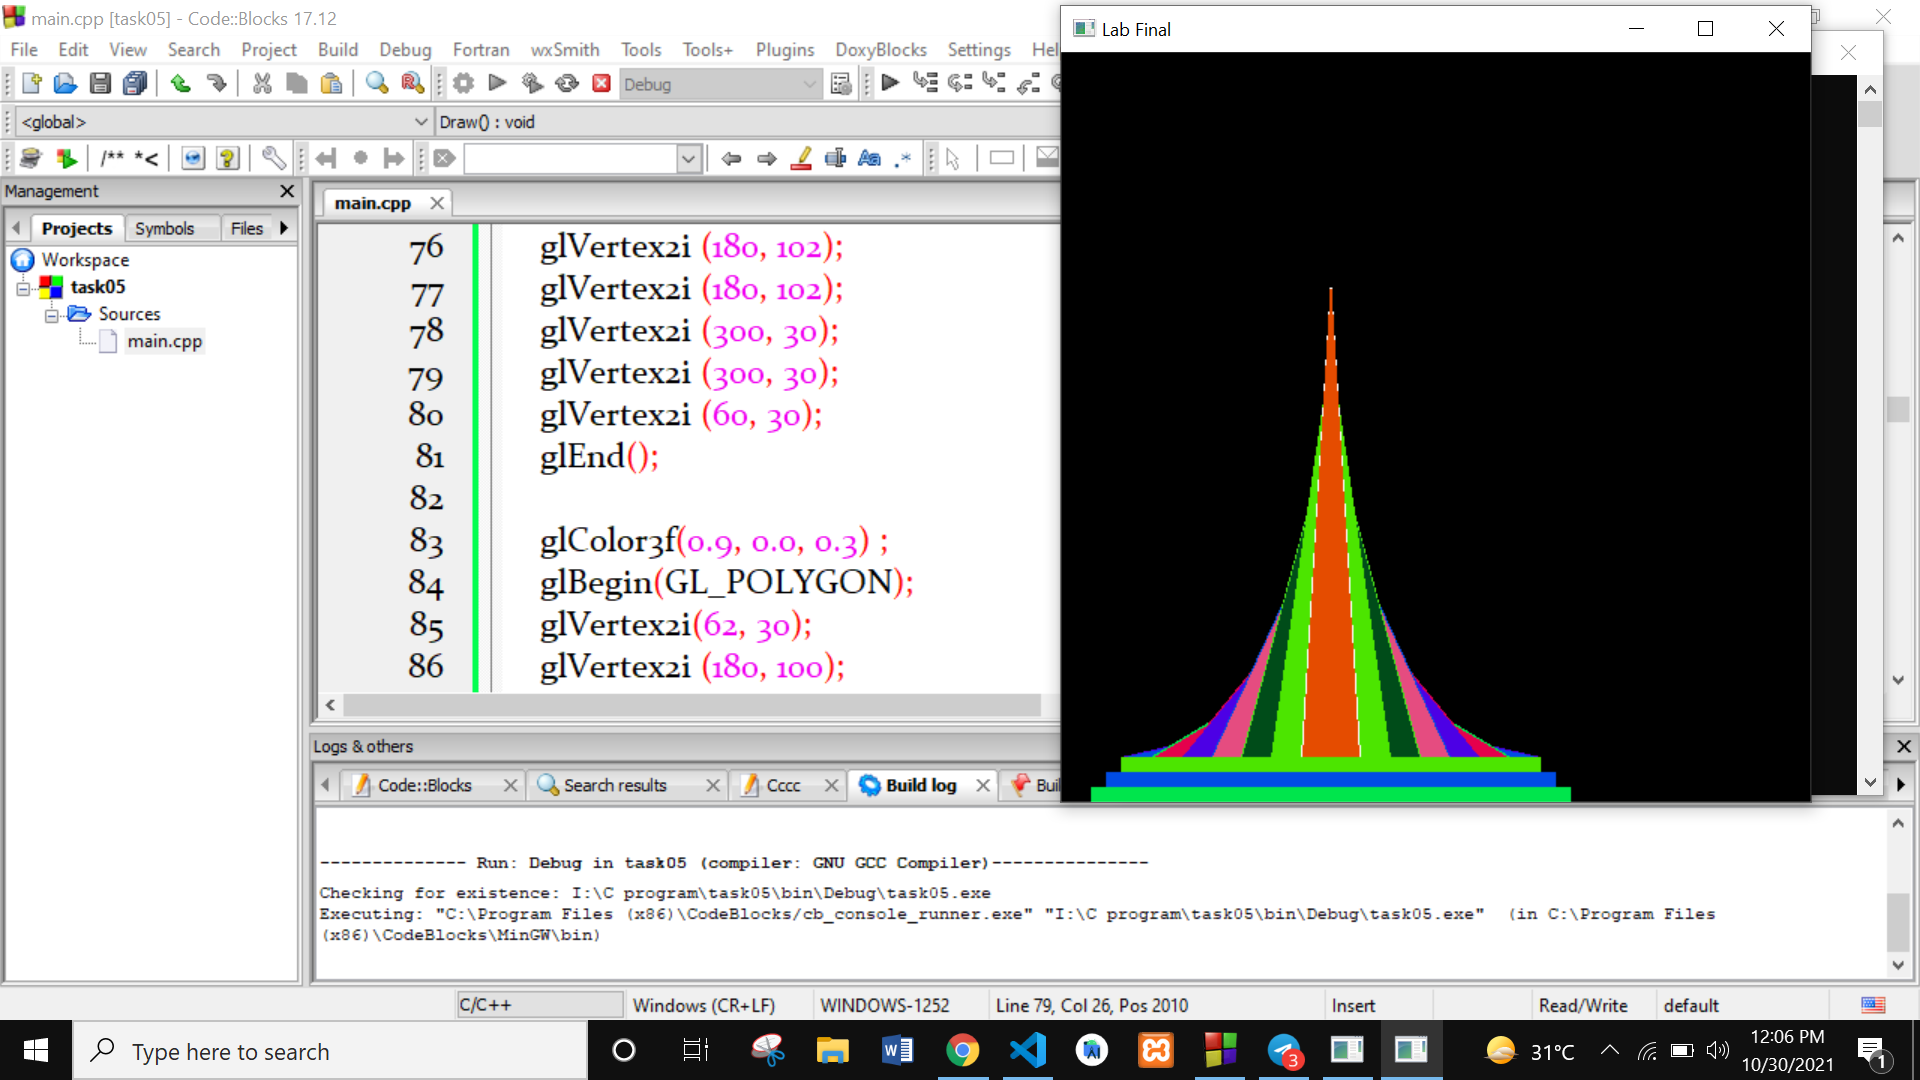 main.cpp [task05] - Code::Blocks 17.12
File Edit View Search Project Build Debug Fortran wxSmith Tools Tools+ Plugins DoxyBlocks Settings
Debug
<global>
Draw() : void
/** *<
Aa .*
Management
Projects Symbols Files
Workspace
task05
Sources
main.cpp
main.cpp
76 glVertex2i (180, 102);
77 glVertex2i (180, 102);
78 glVertex2i (300, 30);
79 glVertex2i (300, 30);
80 glVertex2i (60, 30);
81 glEnd();
82
83 glColor3f(0.9, 0.0, 0.3) ;
84 glBegin(GL_POLYGON);
85 glVertex2i(62, 30);
86 glVertex2i (180, 100);
Lab Final
Logs & others
Code::Blocks Search results Cccc Build log
-------------- Run: Debug in task05 (compiler: GNU GCC Compiler)---------------
Checking for existence: I:\C program\task05\bin\Debug\task05.exe
Executing: "C:\Program Files (x86)\CodeBlocks/cb_console_runner.exe" "I:\C program\task05\bin\Debug\task05.exe"  (in C:\Program Files
(x86)\CodeBlocks\MinGW\bin)
C/C++ Windows (CR+LF) WINDOWS-1252 Line 79, Col 26, Pos 2010 Insert Read/Write default
Type here to search
3
31°C
12:06 PM
10/30/2021
1